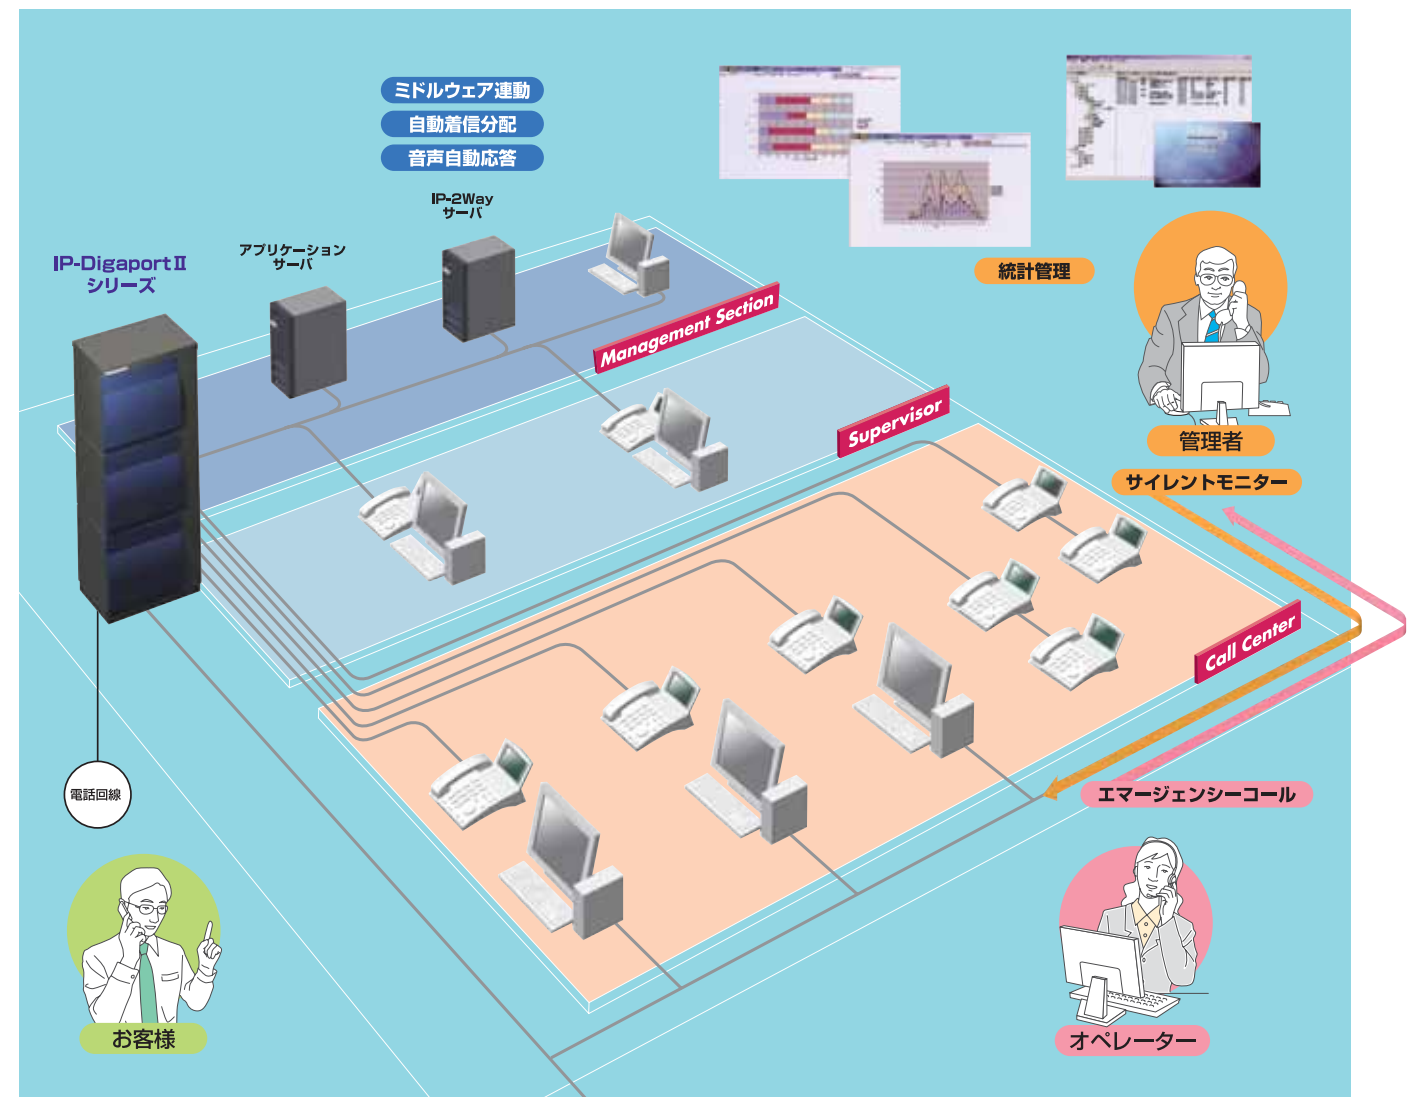 ミドルウェア連動
自動着信分配
音声自動応答
IP-2Way
サーバ
アプリケーション
サーバ
IP-DigaportⅡ
シリーズ
統計管理
Management Section
Supervisor
Call Center
管理者
サイレントモニター
エマージェンシーコール
電話回線
お客様
オペレーター